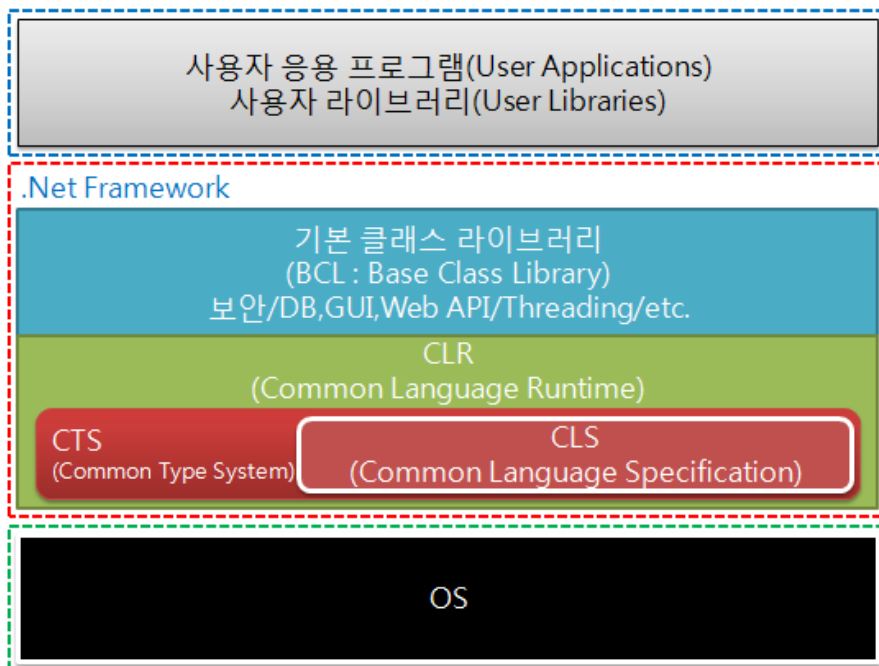 사용자 응용 프로그램(User Applications)
사용자 라이브러리(User Libraries)
.Net Framework
기본 클래스 라이브러리
(BCL : Base Class Library)
보안/DB,GUI,Web API/Threading/etc.
CLR
(Common Language Runtime)
CTS
(Common Type System)
CLS
(Common Language Specification)
OS